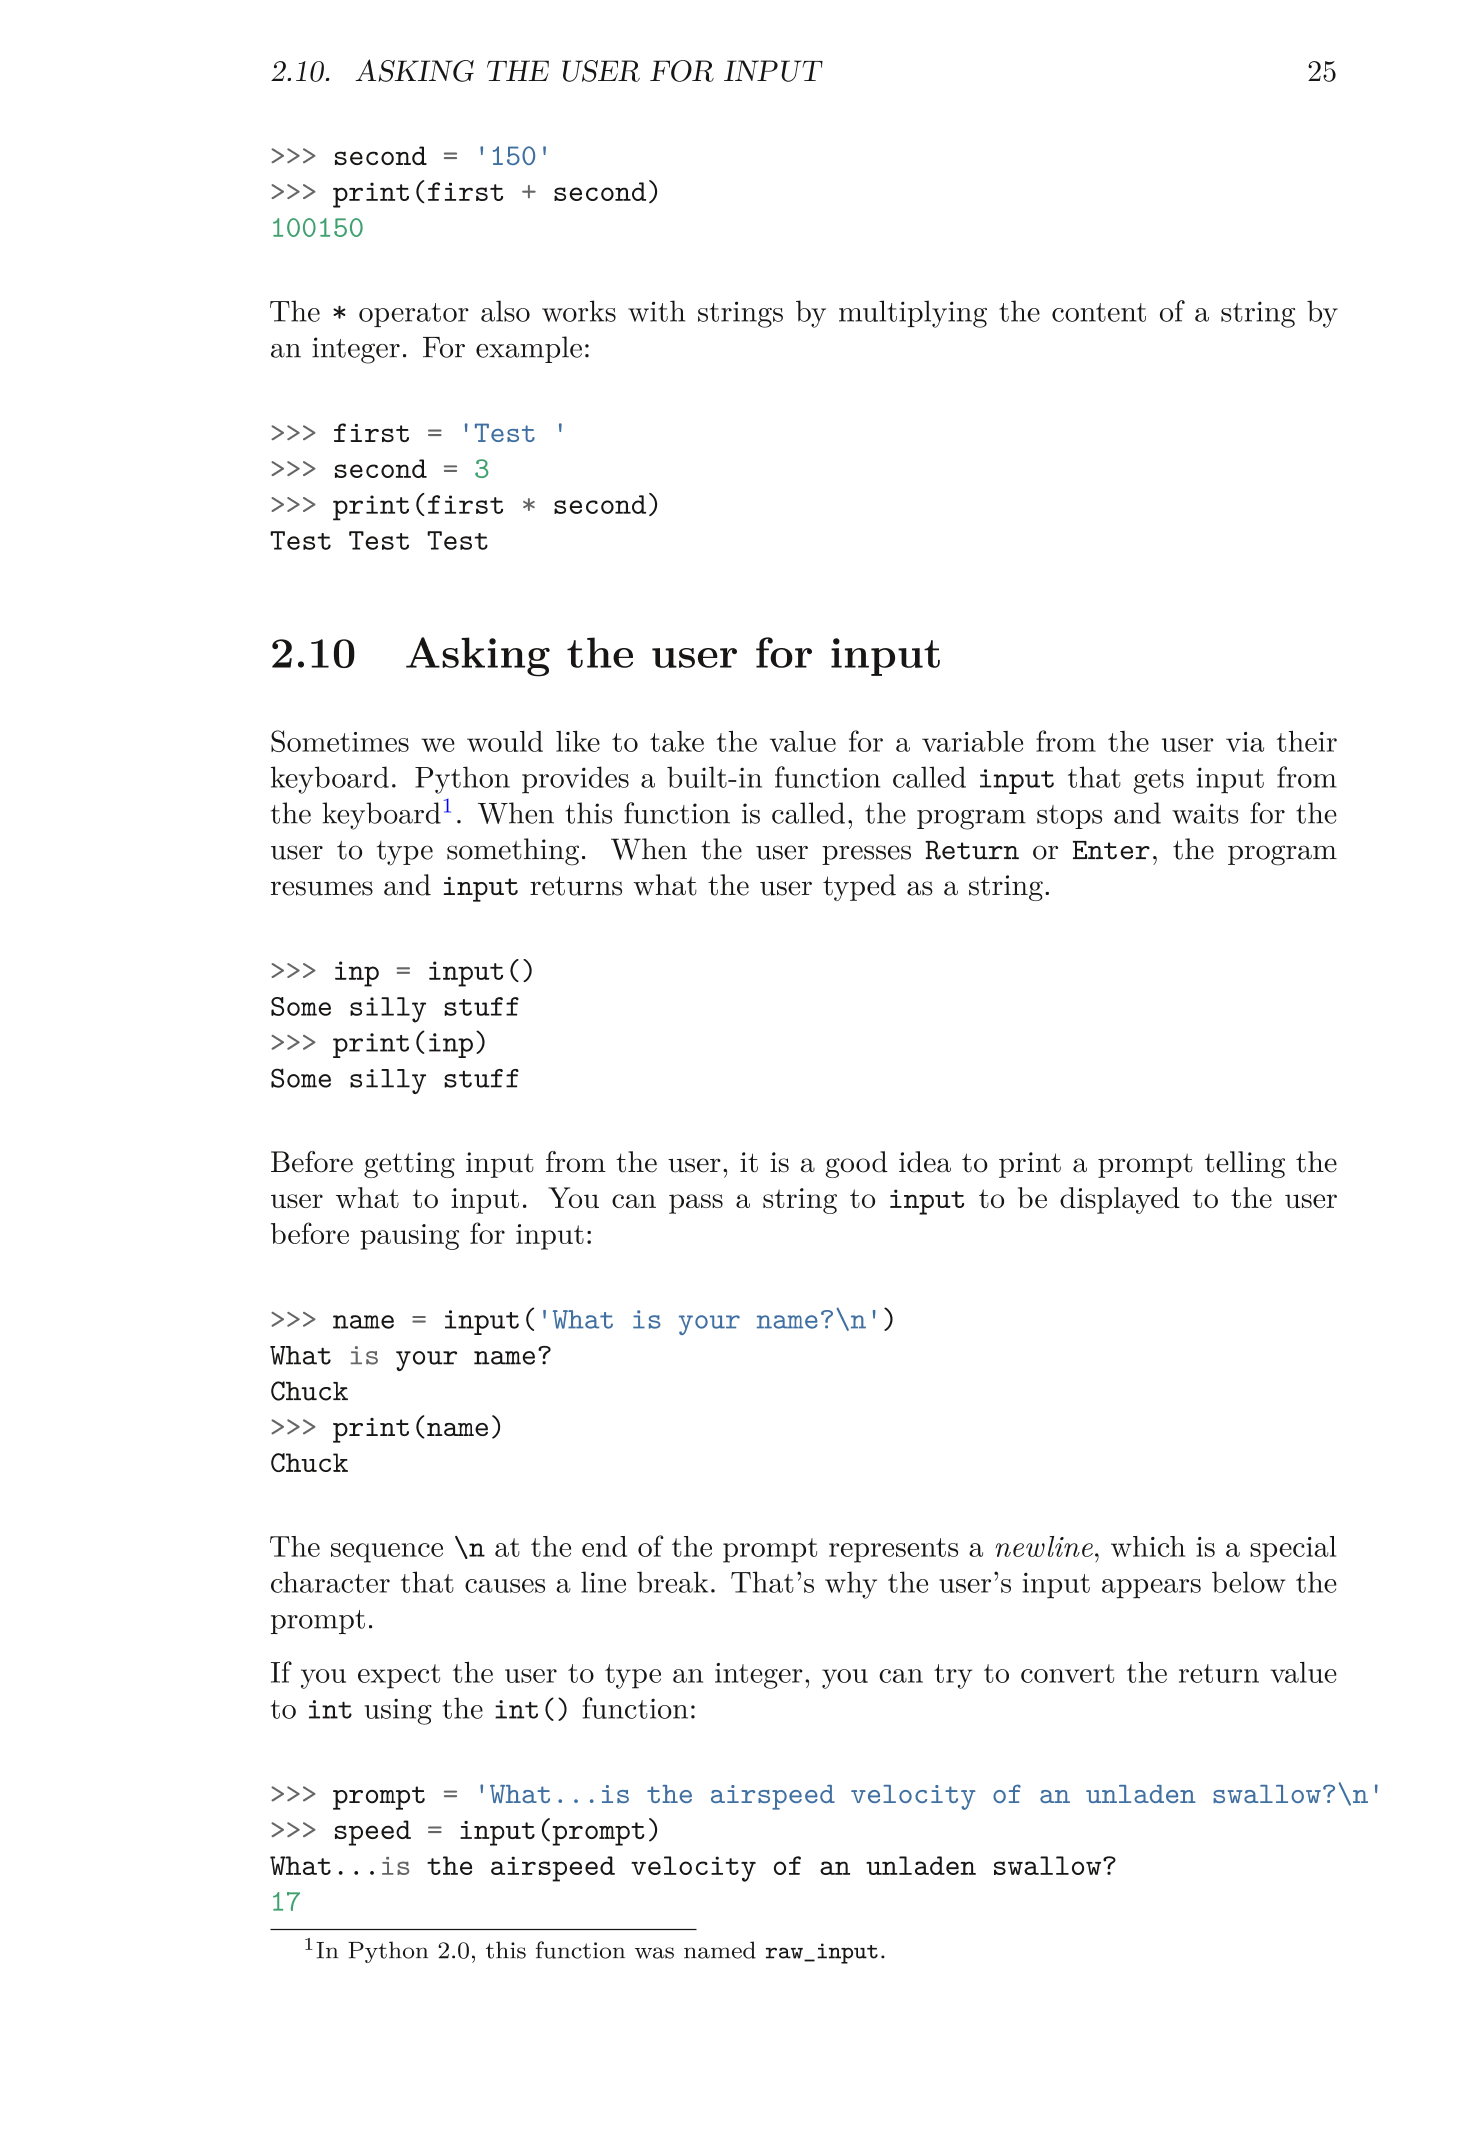 2.10. ASKING THE USER FOR INPUT 25
>>> second = '150'
>>> print(first + second)
100150
The * operator also works with strings by multiplying the content of a string by
an integer. For example:
>>> first = 'Test '
>>> second = 3
>>> print(first * second)
Test Test Test
2.10 Asking the user for input
Sometimes we would like to take the value for a variable from the user via their
keyboard. Python provides a built-in function called input that gets input from
the keyboard1. When this function is called, the program stops and waits for the
user to type something. When the user presses Return or Enter, the program
resumes and input returns what the user typed as a string.
>>> inp = input()
Some silly stuff
>>> print(inp)
Some silly stuff
Before getting input from the user, it is a good idea to print a prompt telling the
user what to input. You can pass a string to input to be displayed to the user
before pausing for input:
>>> name = input('What is your name?\n')
What is your name?
Chuck
>>> print(name)
Chuck
The sequence \n at the end of the prompt represents a newline, which is a special
character that causes a line break. That's why the user's input appears below the
prompt.
If you expect the user to type an integer, you can try to convert the return value
to int using the int() function:
>>> prompt = 'What...is the airspeed velocity of an unladen swallow?\n'
>>> speed = input(prompt)
What...is the airspeed velocity of an unladen swallow?
17
1In Python 2.0, this function was named raw_input.